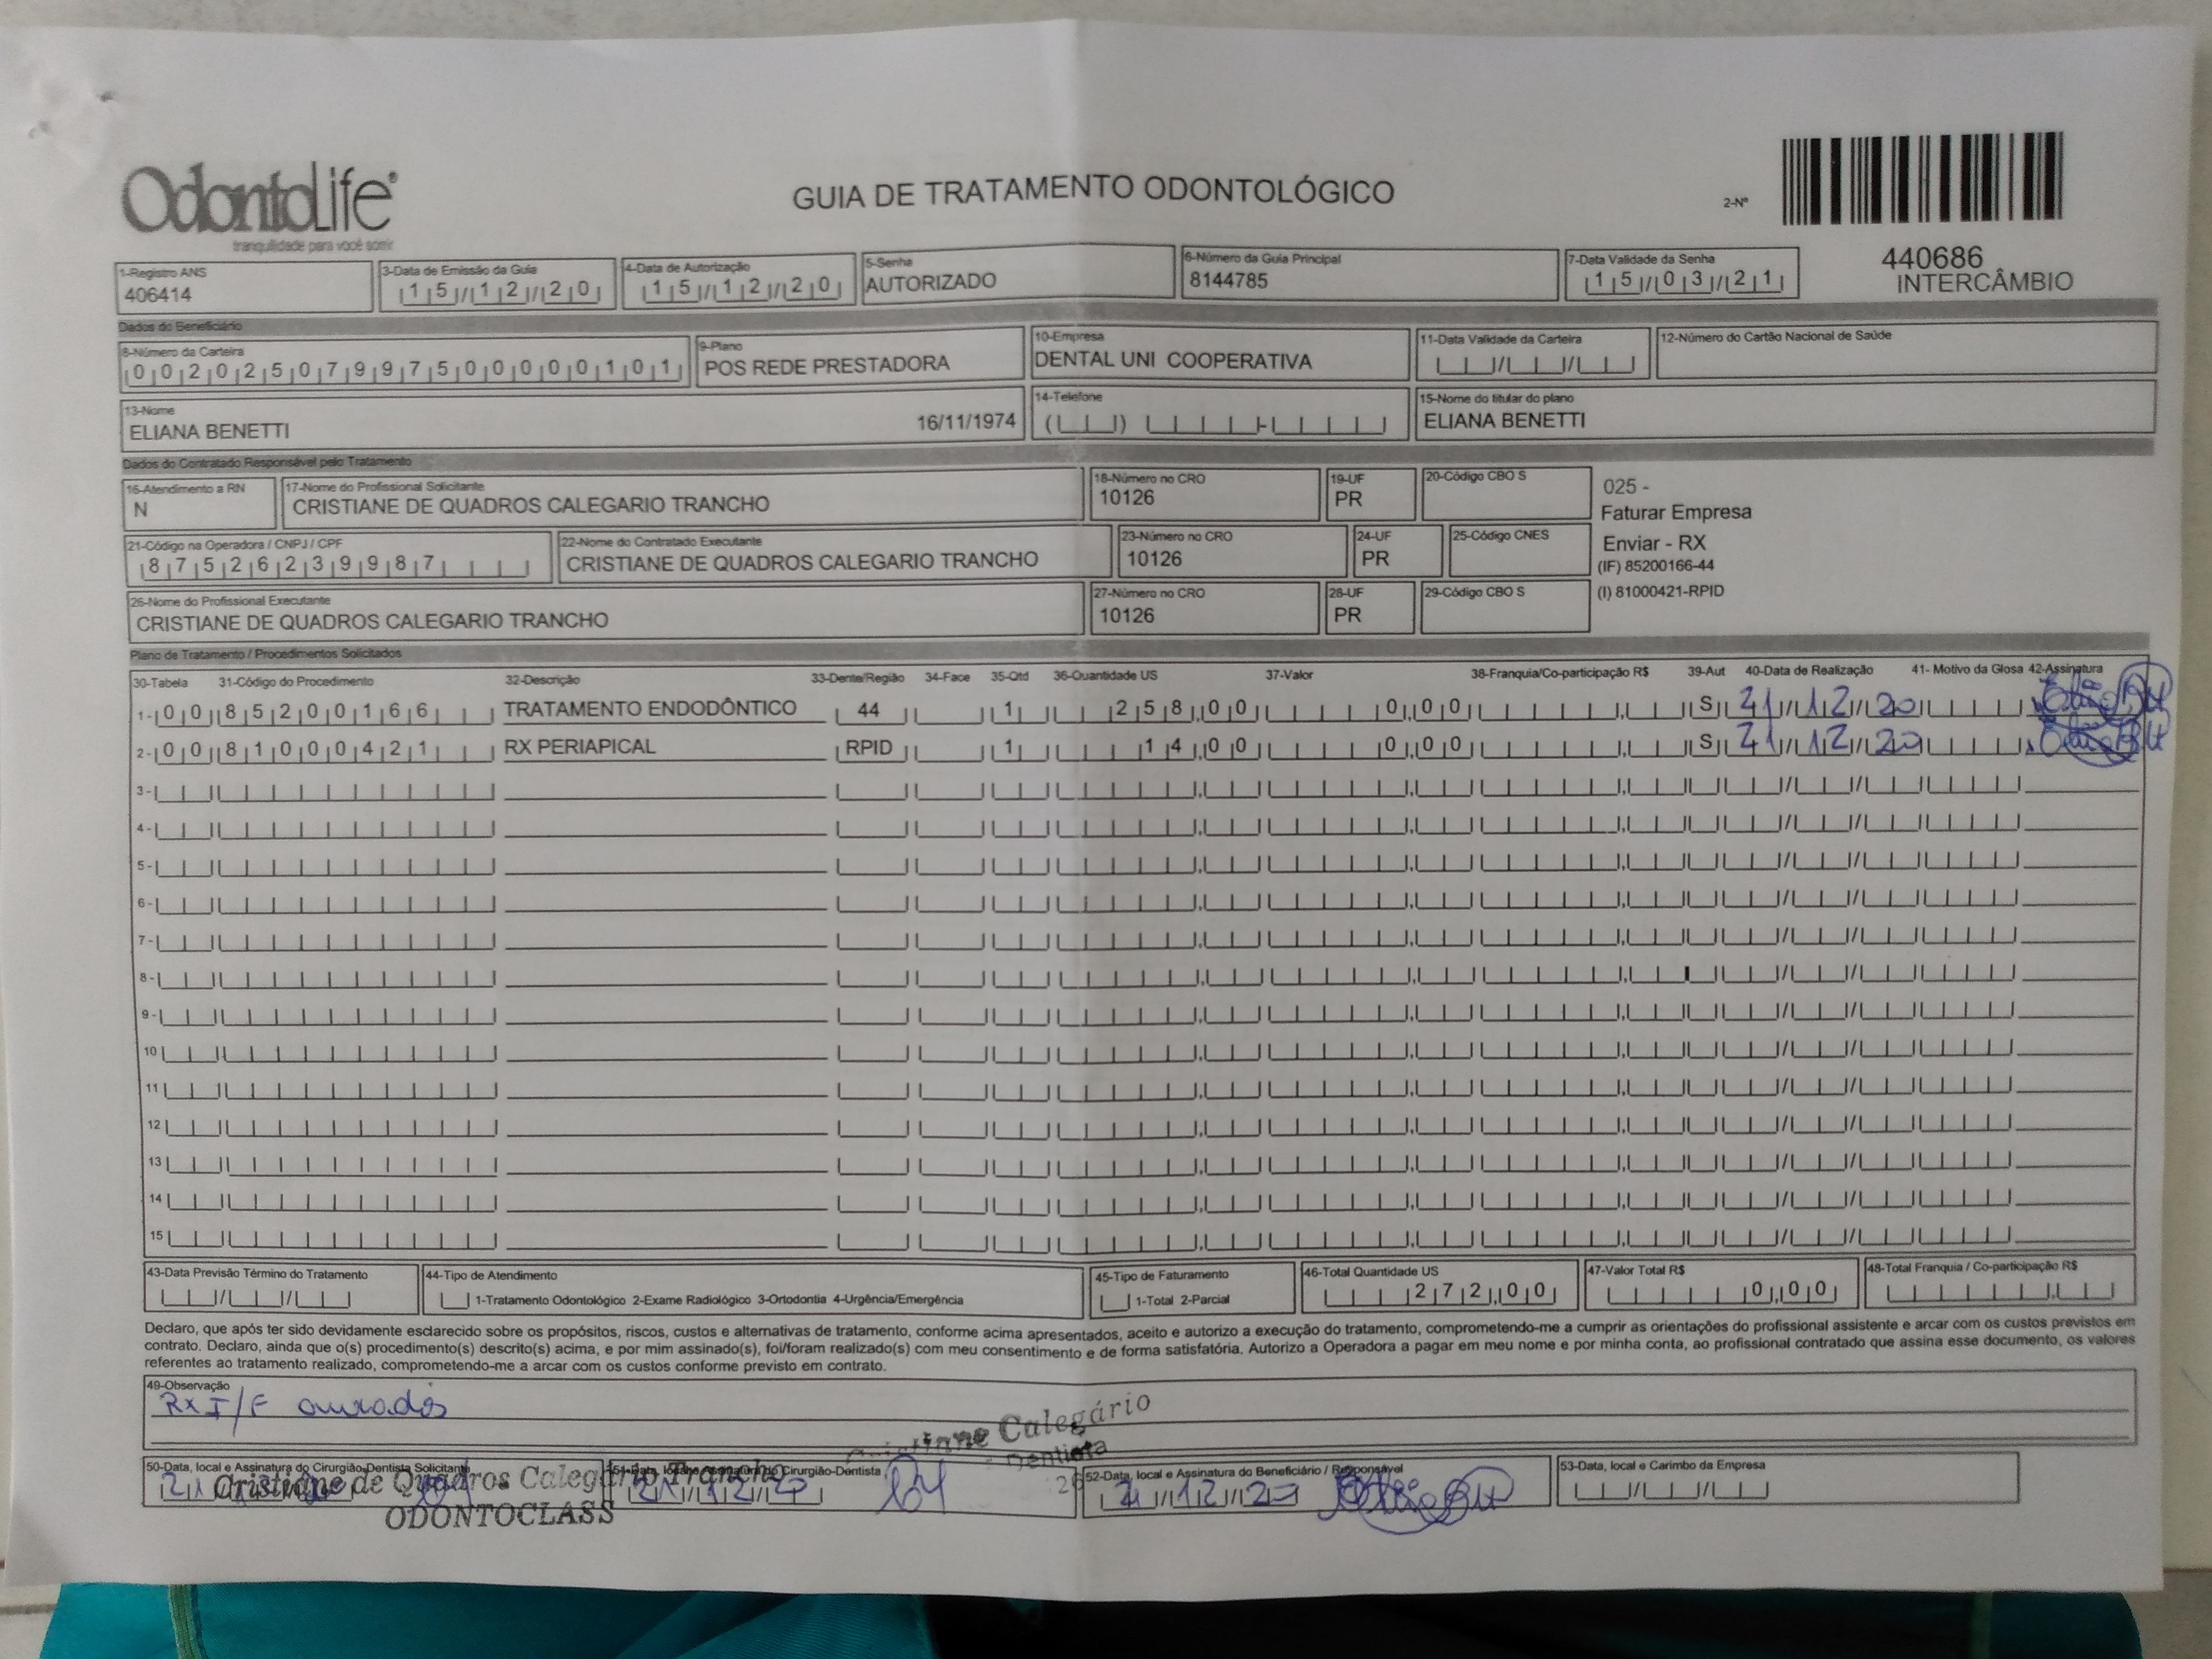 OdontoLife®
tranquilidade para você sorrir
GUIA DE TRATAMENTO ODONTOLÓGICO
2-Nº
440686
INTERCÂMBIO
1-Registro ANS
406414
3-Data de Emissão da Guia
15/12/20
4-Data de Autorização
15/12/20
5-Senha
AUTORIZADO
6-Número da Guia Principal
8144785
7-Data Validade da Senha
15/03/21
Dados do Beneficiário
8-Número da Carteira
00202507997500000101
9-Plano
POS REDE PRESTADORA
10-Empresa
DENTAL UNI COOPERATIVA
11-Data Validade da Carteira
12-Número do Cartão Nacional de Saúde
13-Nome
ELIANA BENETTI 16/11/1974
14-Telefone
15-Nome do titular do plano
ELIANA BENETTI
Dados do Contratado Responsável pelo Tratamento
16-Atendimento a RN
N
17-Nome do Profissional Solicitante
CRISTIANE DE QUADROS CALEGARIO TRANCHO
18-Número no CRO
10126
19-UF
PR
20-Código CBO S
025 -
Faturar Empresa
Enviar - RX
(IF) 85200166-44
(I) 81000421-RPID
21-Código na Operadora / CNPJ / CPF
87526239987
22-Nome do Contratado Executante
CRISTIANE DE QUADROS CALEGARIO TRANCHO
23-Número no CRO
10126
24-UF
PR
25-Código CNES
26-Nome do Profissional Executante
CRISTIANE DE QUADROS CALEGARIO TRANCHO
27-Número no CRO
10126
28-UF
PR
29-Código CBO S
Plano de Tratamento / Procedimentos Solicitados
30-Tabela 31-Código do Procedimento 32-Descrição 33-Dente/Região 34-Face 35-Qtd 36-Quantidade US 37-Valor 38-Franquia/Co-participação R$ 39-Aut 40-Data de Realização 41- Motivo da Glosa 42-Assinatura
1- 00 85200166 TRATAMENTO ENDODÔNTICO 44 1 258,00 0,00 S 21/12/20
2- 00 81000421 RX PERIAPICAL RPID 1 14,00 0,00 S 21/12/20
3-
4-
5-
6-
7-
8-
9-
10
11
12
13
14
15
43-Data Previsão Término do Tratamento
44-Tipo de Atendimento
1-Tratamento Odontológico 2-Exame Radiológico 3-Ortodontia 4-Urgência/Emergência
45-Tipo de Faturamento
1-Total 2-Parcial
46-Total Quantidade US
272,00
47-Valor Total R$
0,00
48-Total Franquia / Co-participação R$
Declaro, que após ter sido devidamente esclarecido sobre os propósitos, riscos, custos e alternativas de tratamento, conforme acima apresentados, aceito e autorizo a execução do tratamento, comprometendo-me a cumprir as orientações do profissional assistente e arcar com os custos previstos em
contrato. Declaro, ainda que o(s) procedimento(s) descrito(s) acima, e por mim assinado(s), foi/foram realizado(s) com meu consentimento e de forma satisfatória. Autorizo a Operadora a pagar em meu nome e por minha conta, ao profissional contratado que assina esse documento, os valores
referentes ao tratamento realizado, comprometendo-me a arcar com os custos conforme previsto em contrato.
49-Observação
Rx I/F
Calegário
Dentista
50-Data, local e Assinatura do Cirurgião-Dentista Solicitante
Cristiane de Quadros Calegário Trancho
ODONTOCLASS
51-Data, local e Assinatura do Cirurgião-Dentista
21/12/20
52-Data, local e Assinatura do Beneficiário / Responsável
21/12/20
53-Data, local e Carimbo da Empresa